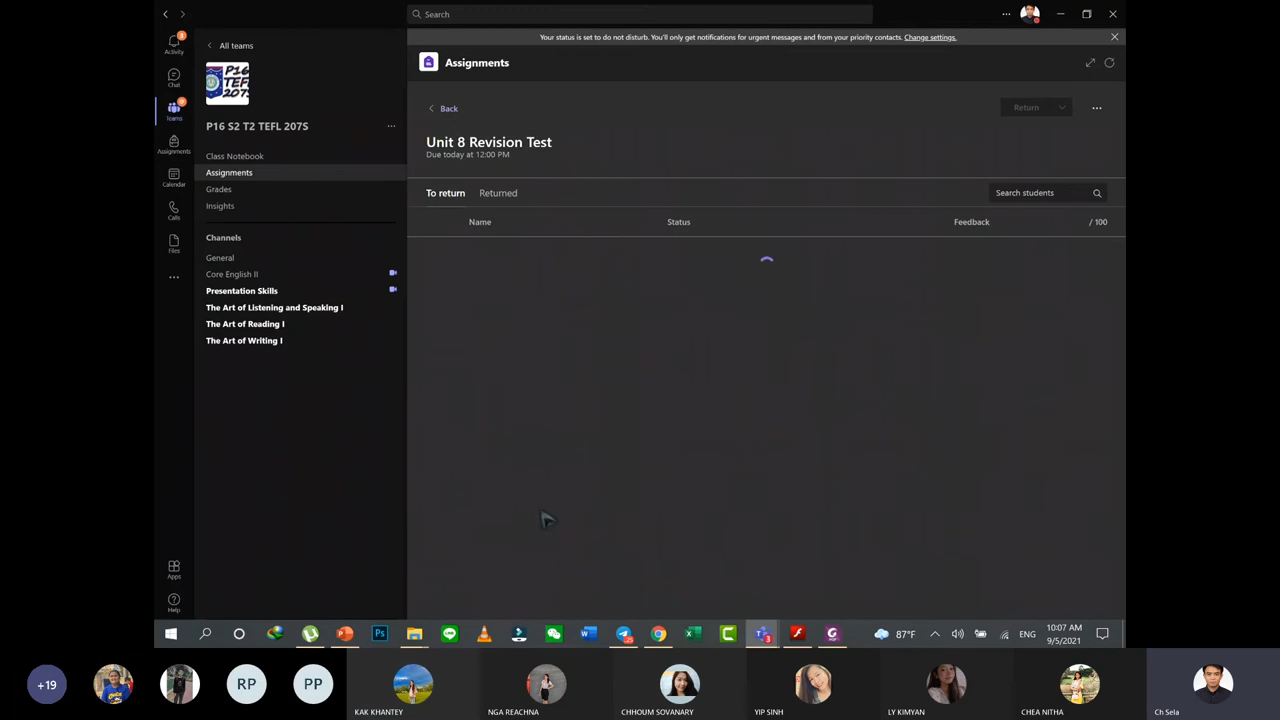 Search
Your status is set to do not disturb. You'll only get notifications for urgent messages and from your priority contacts. Change settings.
Activity
Chat
Teams
Assignments
Calendar
Calls
Files
Apps
Help
All teams
P16
TEFL
207S
P16 S2 T2 TEFL 207S
Class Notebook
Assignments
Grades
Insights
Channels
General
Core English II
Presentation Skills
The Art of Listening and Speaking I
The Art of Reading I
The Art of Writing I
Assignments
Back
Return
Unit 8 Revision Test
Due today at 12:00 PM
To return
Returned
Search students
Name
Status
Feedback
/ 100
25
3
87°F
ENG
10:07 AM
9/5/2021
+19
RP
PP
KAK KHANTEY
NGA REACHNA
CHHOUM SOVANARY
YIP SINH
LY KIMYAN
CHEA NITHA
Ch Sela